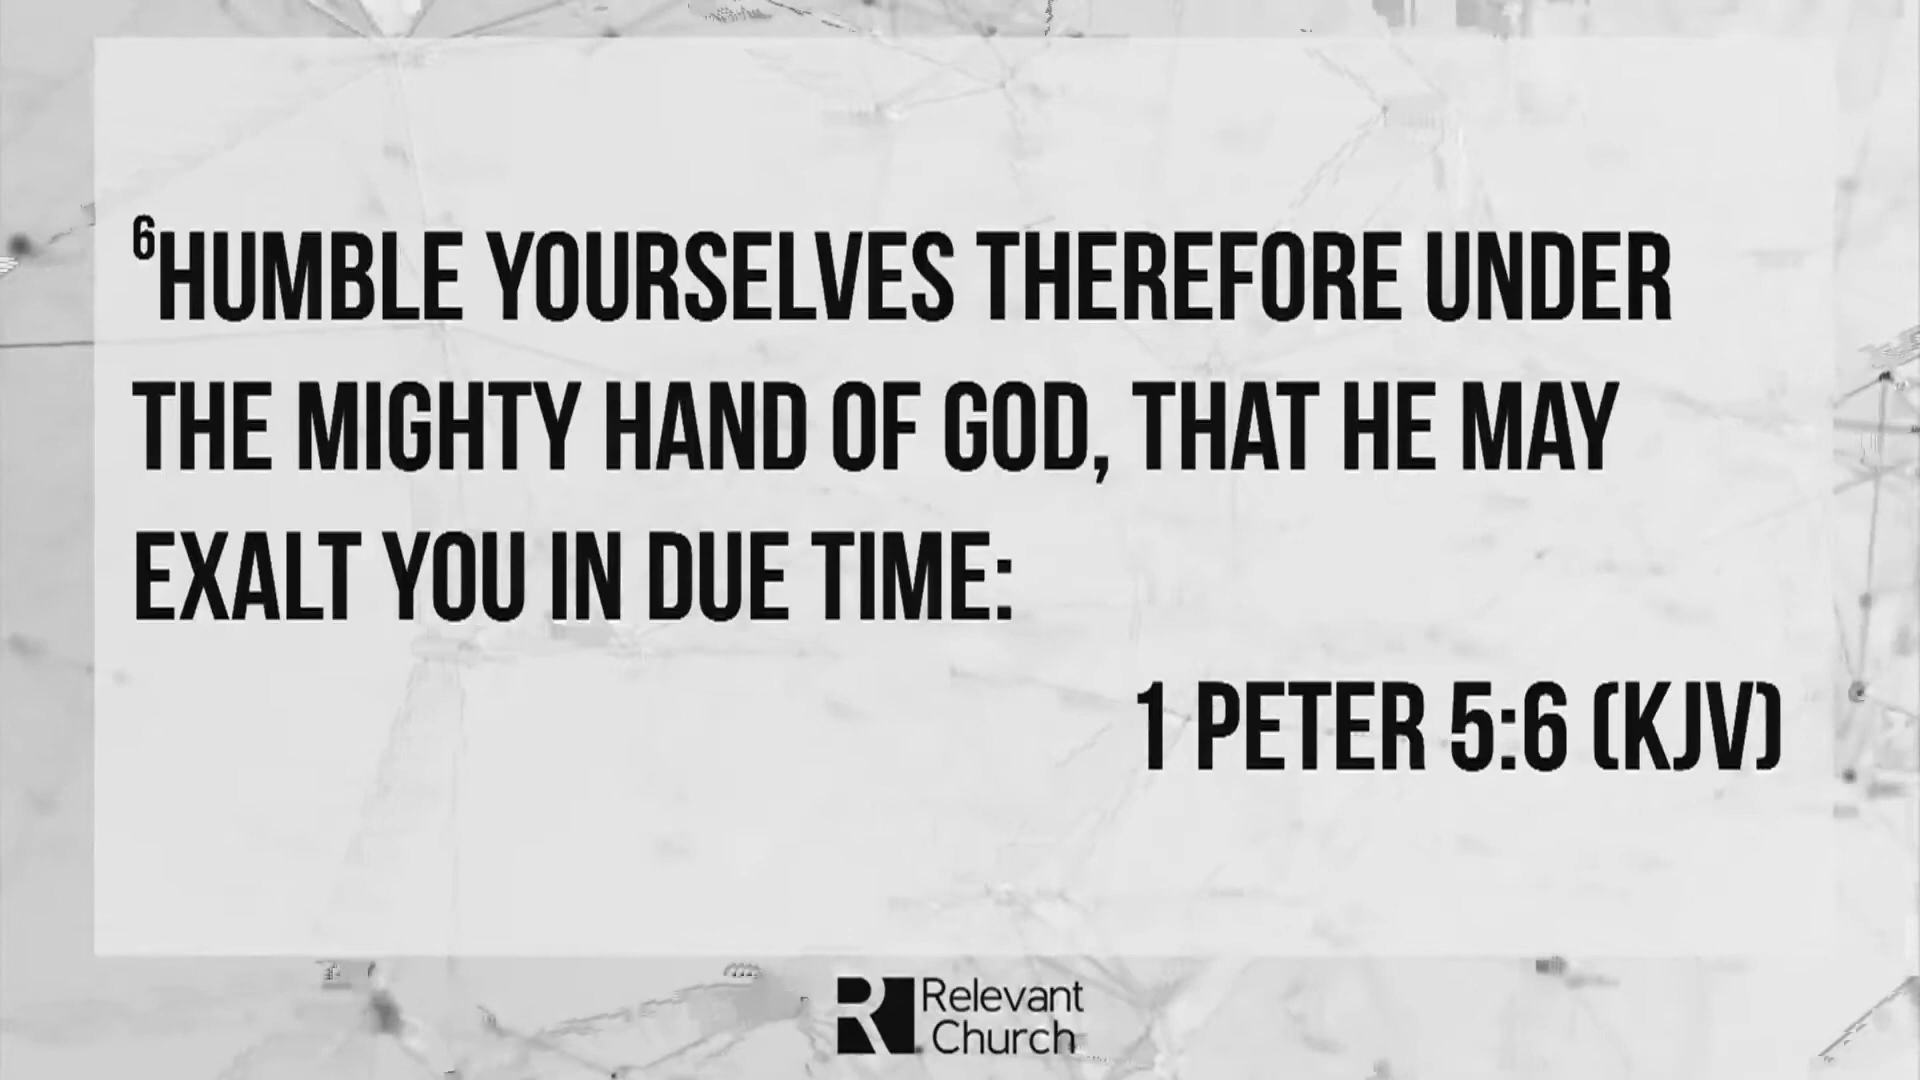 ⁶HUMBLE YOURSELVES THEREFORE UNDER
THE MIGHTY HAND OF GOD, THAT HE MAY
EXALT YOU IN DUE TIME:
1 PETER 5:6 (KJV)
R Relevant
Church